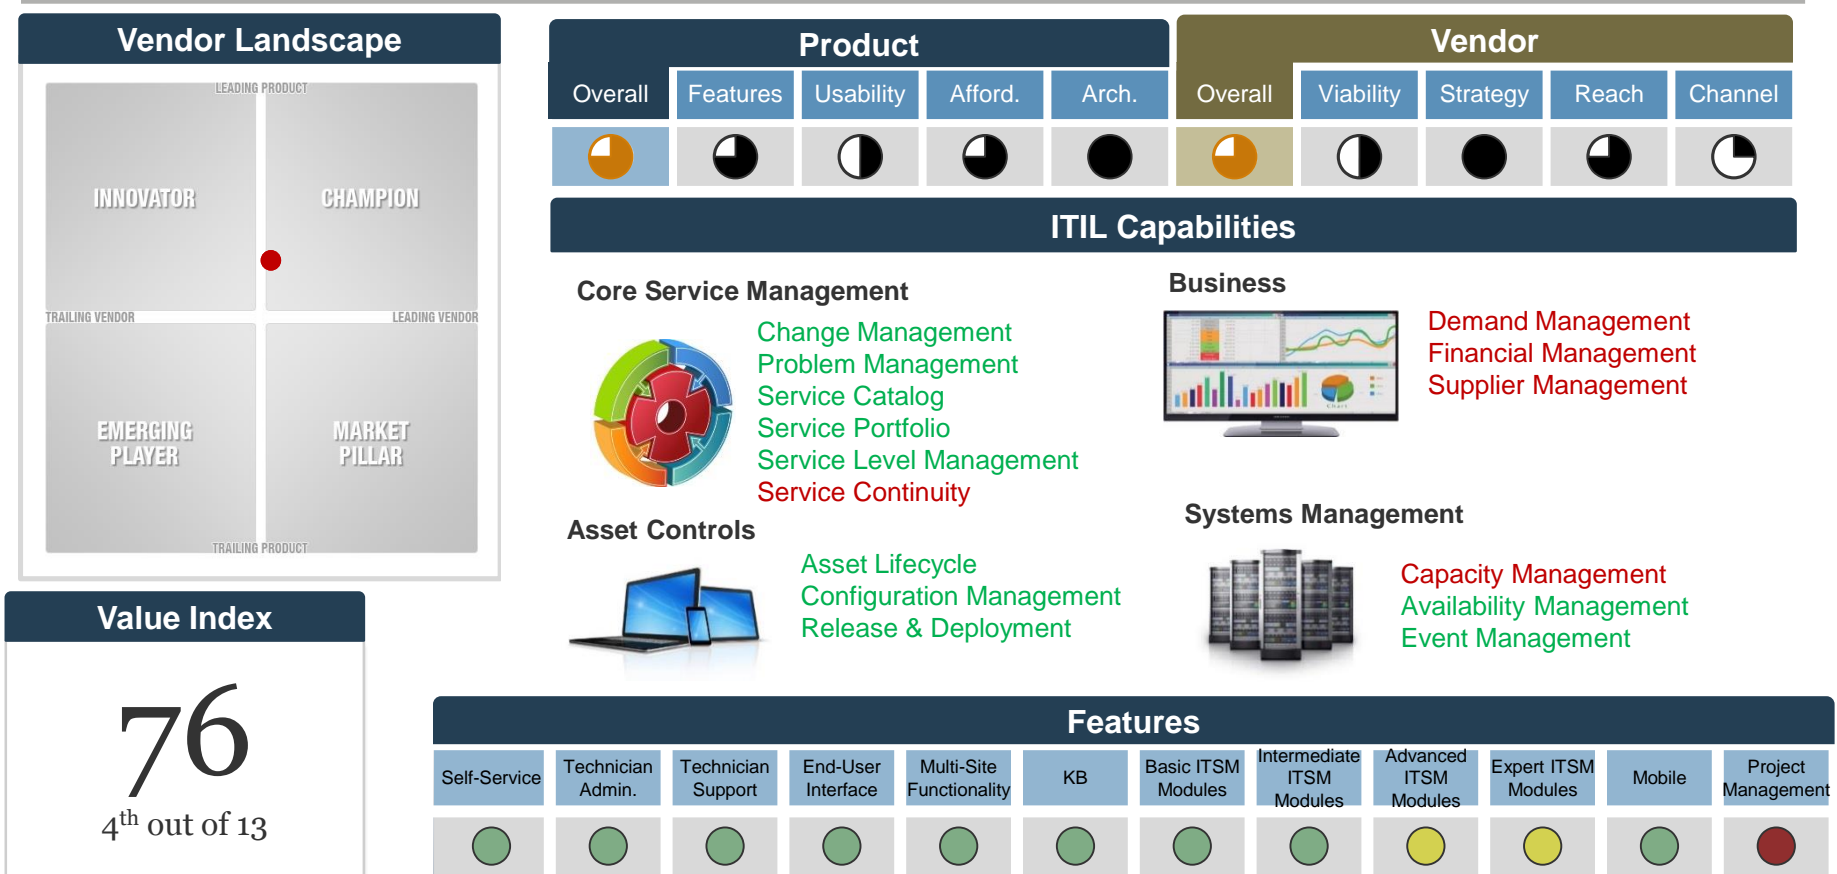 Vendor Landscape
LEADING PRODUCT
INNOVATOR
CHAMPION
TRAILING VENDOR
LEADING VENDOR
EMERGING
PLAYER
MARKET
PILLAR
TRAILING PRODUCT
Product
Vendor
Overall
Features
Usability
Afford.
Arch.
Overall
Viability
Strategy
Reach
Channel
ITIL Capabilities
Core Service Management
Change Management
Problem Management
Service Catalog
Service Portfolio
Service Level Management
Service Continuity
Business
Demand Management
Financial Management
Supplier Management
Asset Controls
Asset Lifecycle
Configuration Management
Release & Deployment
Systems Management
Capacity Management
Availability Management
Event Management
Value Index
76
4th out of 13
Features
Self-Service
Technician
Admin.
Technician
Support
End-User
Interface
Multi-Site
Functionality
KB
Basic ITSM
Modules
Intermediate
ITSM
Modules
Advanced
ITSM
Modules
Expert ITSM
Modules
Mobile
Project
Management